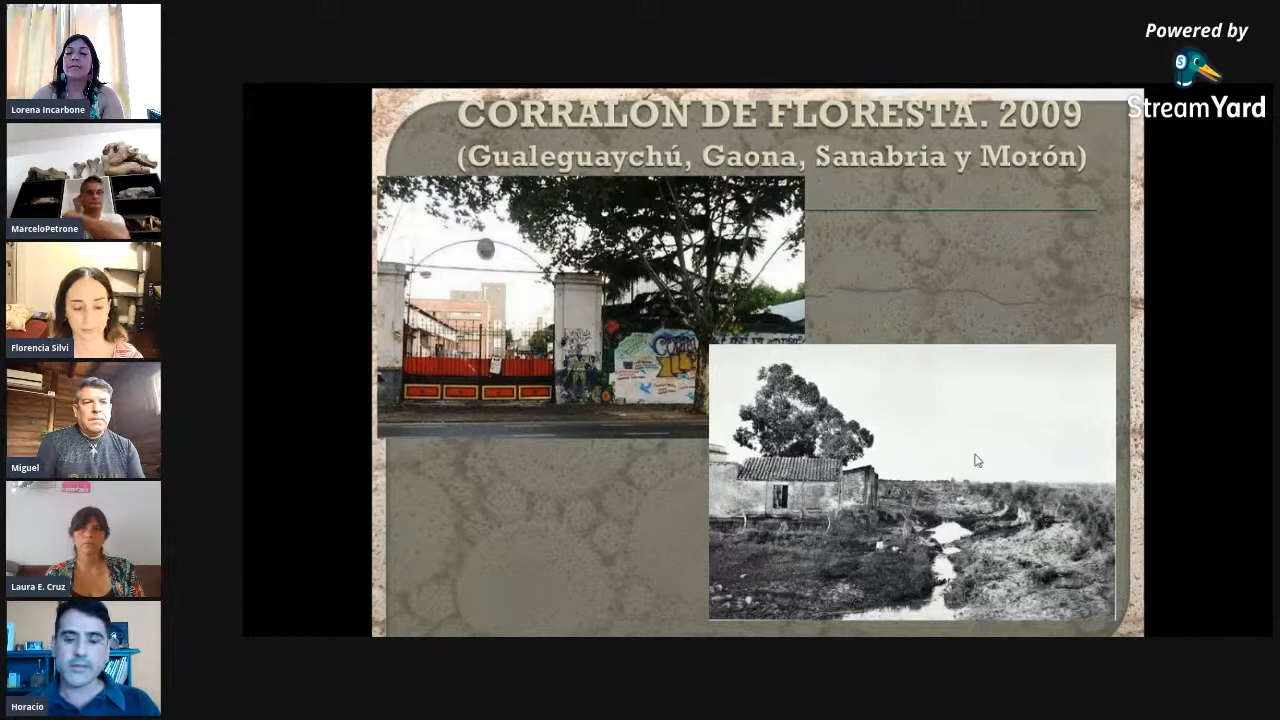 Powered by
StreamYard
CORRALÓN DE FLORESTA. 2009
(Gualeguaychú, Gaona, Sanabria y Morón)
Lorena Incarbone
MarceloPetrone
Florencia Silvi
Miguel
Laura E. Cruz
Horacio